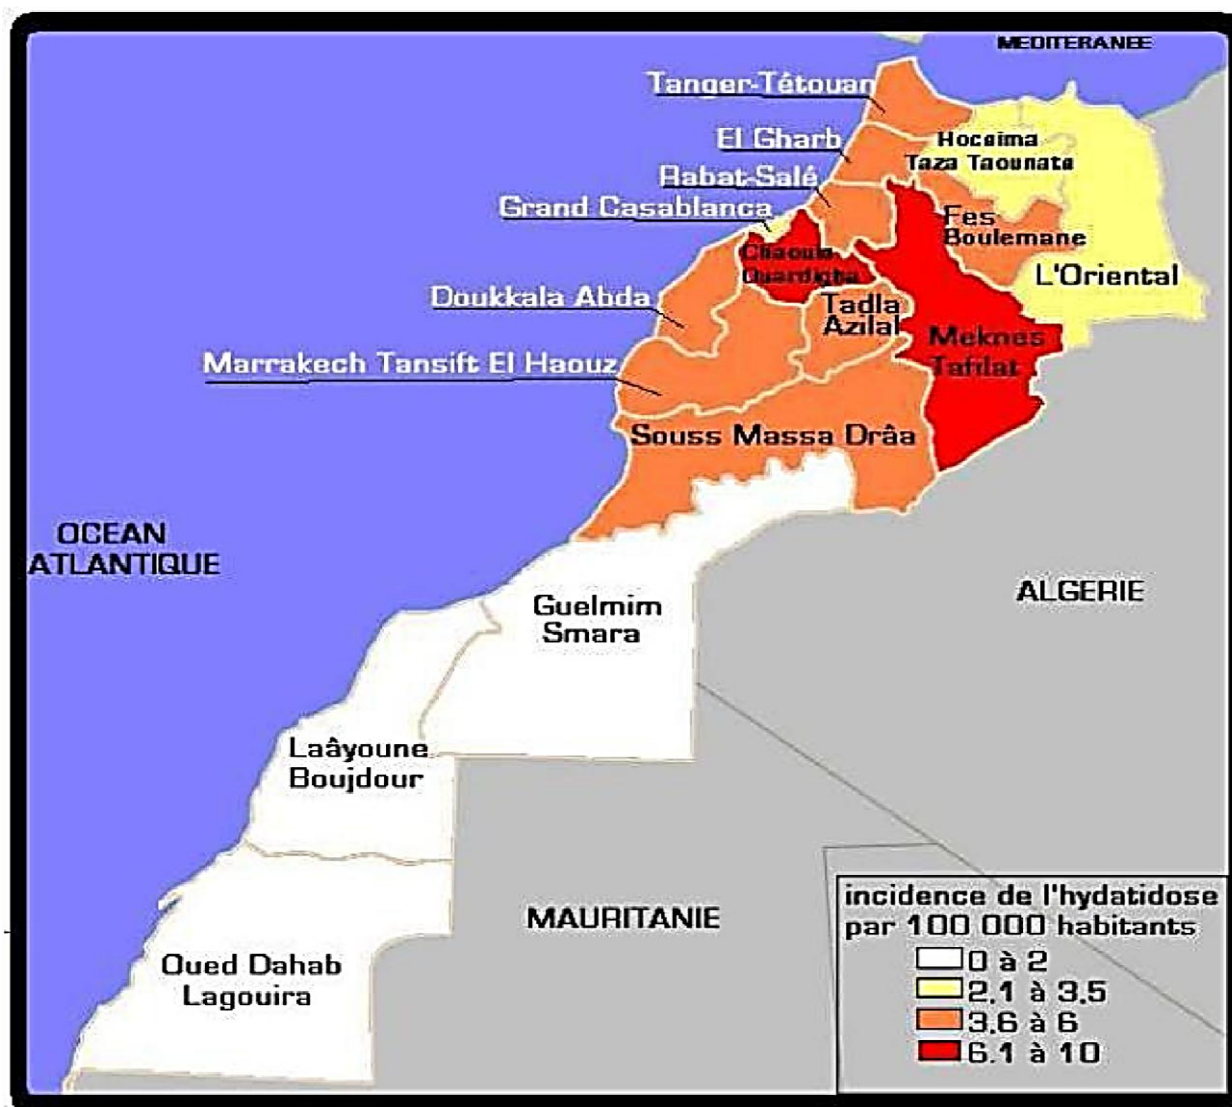 MEDITERANEE
Tanger-Tétouan
El Gharb
Hoceima
Taza Taounate
Rabat-Salé
Grand Casablanca
Fes
Boulemane
Chaouia
Ouardigha
L'Oriental
Doukkala Abda
Tadla
Azilal
Meknes
Tafilat
Marrakech Tansift El Haouz
Souss Massa Drâa
OCEAN
ATLANTIQUE
ALGERIE
Guelmim
Smara
Laâyoune
Boujdour
MAURITANIE
Oued Dahab
Lagouira
incidence de l'hydatidose
par 100 000 habitants
0 à 2
2.1 à 3.5
3.6 à 6
6.1 à 10